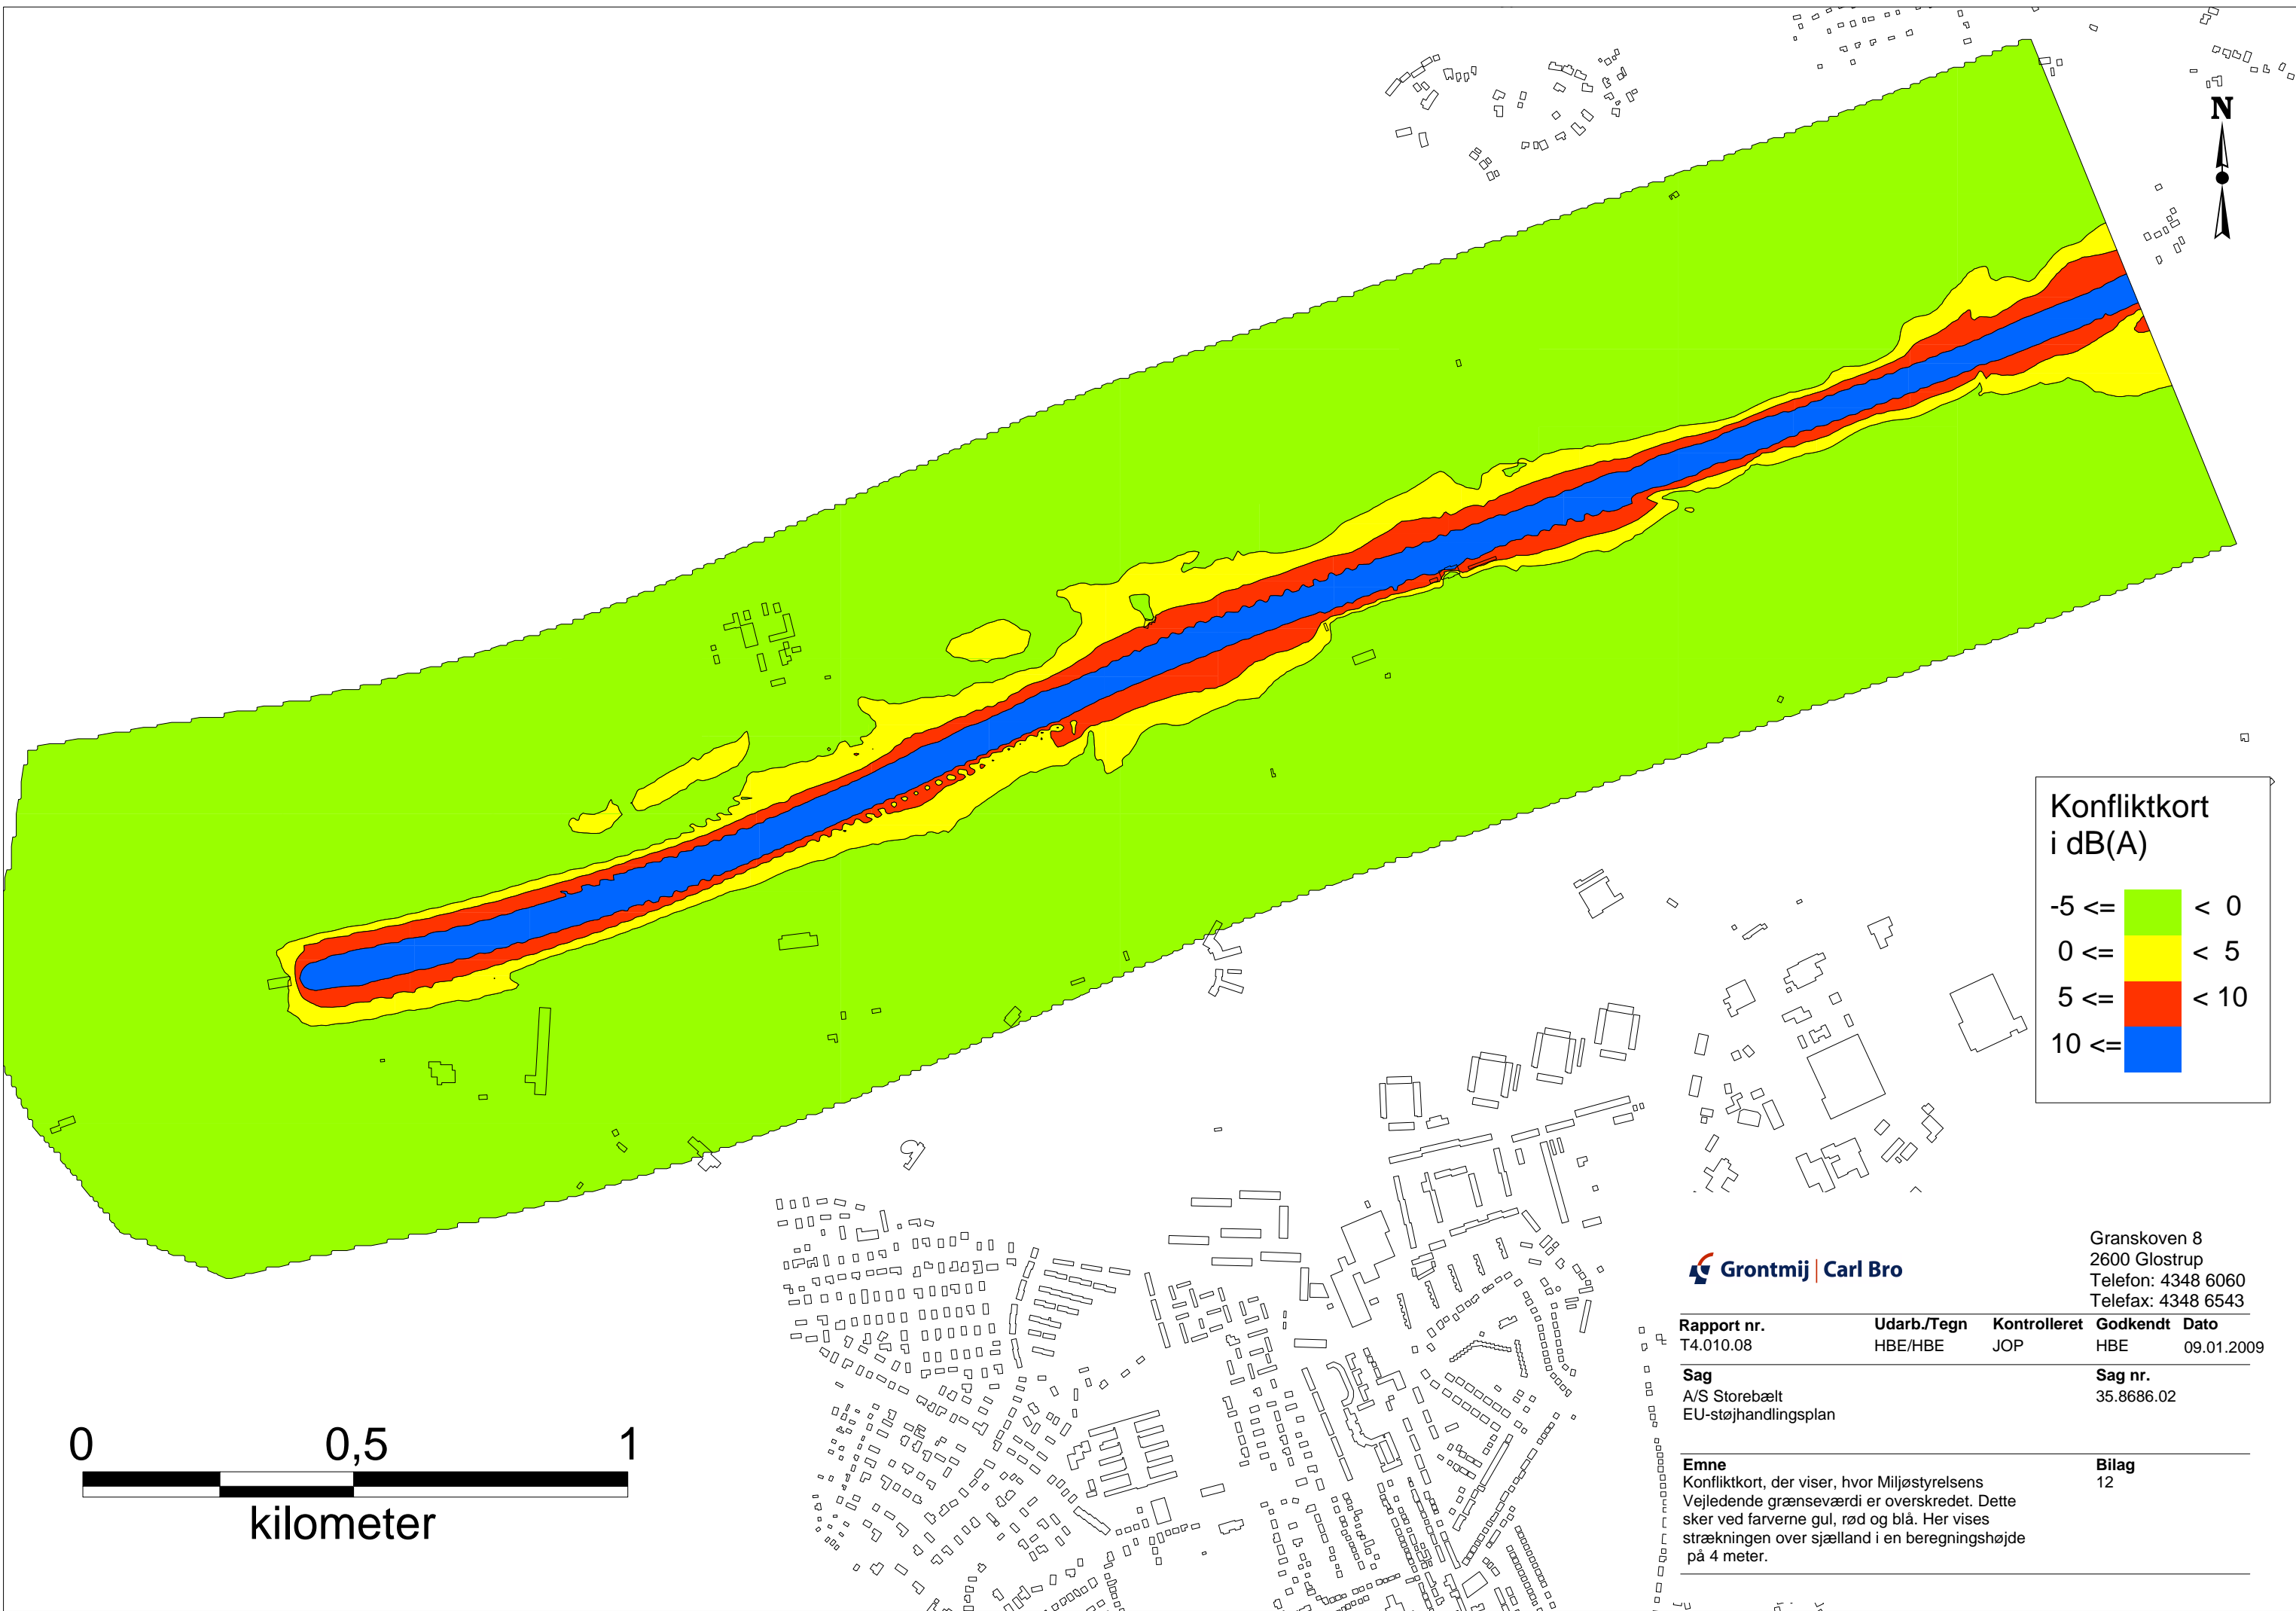 N
Konfliktkort
i dB(A)
-5 <= < 0
0 <= < 5
5 <= < 10
10 <=
Grontmij | Carl Bro
Granskoven 8
2600 Glostrup
Telefon: 4348 6060
Telefax: 4348 6543
Rapport nr. Udarb./Tegn Kontrolleret Godkendt Dato
T4.010.08 HBE/HBE JOP HBE 09.01.2009
Sag Sag nr.
A/S Storebælt 35.8686.02
EU-støjhandlingsplan
Emne Bilag
Konfliktkort, der viser, hvor Miljøstyrelsens 12
Vejledende grænseværdi er overskredet. Dette
sker ved farverne gul, rød og blå. Her vises
strækningen over sjælland i en beregningshøjde
på 4 meter.
0 0,5 1
kilometer